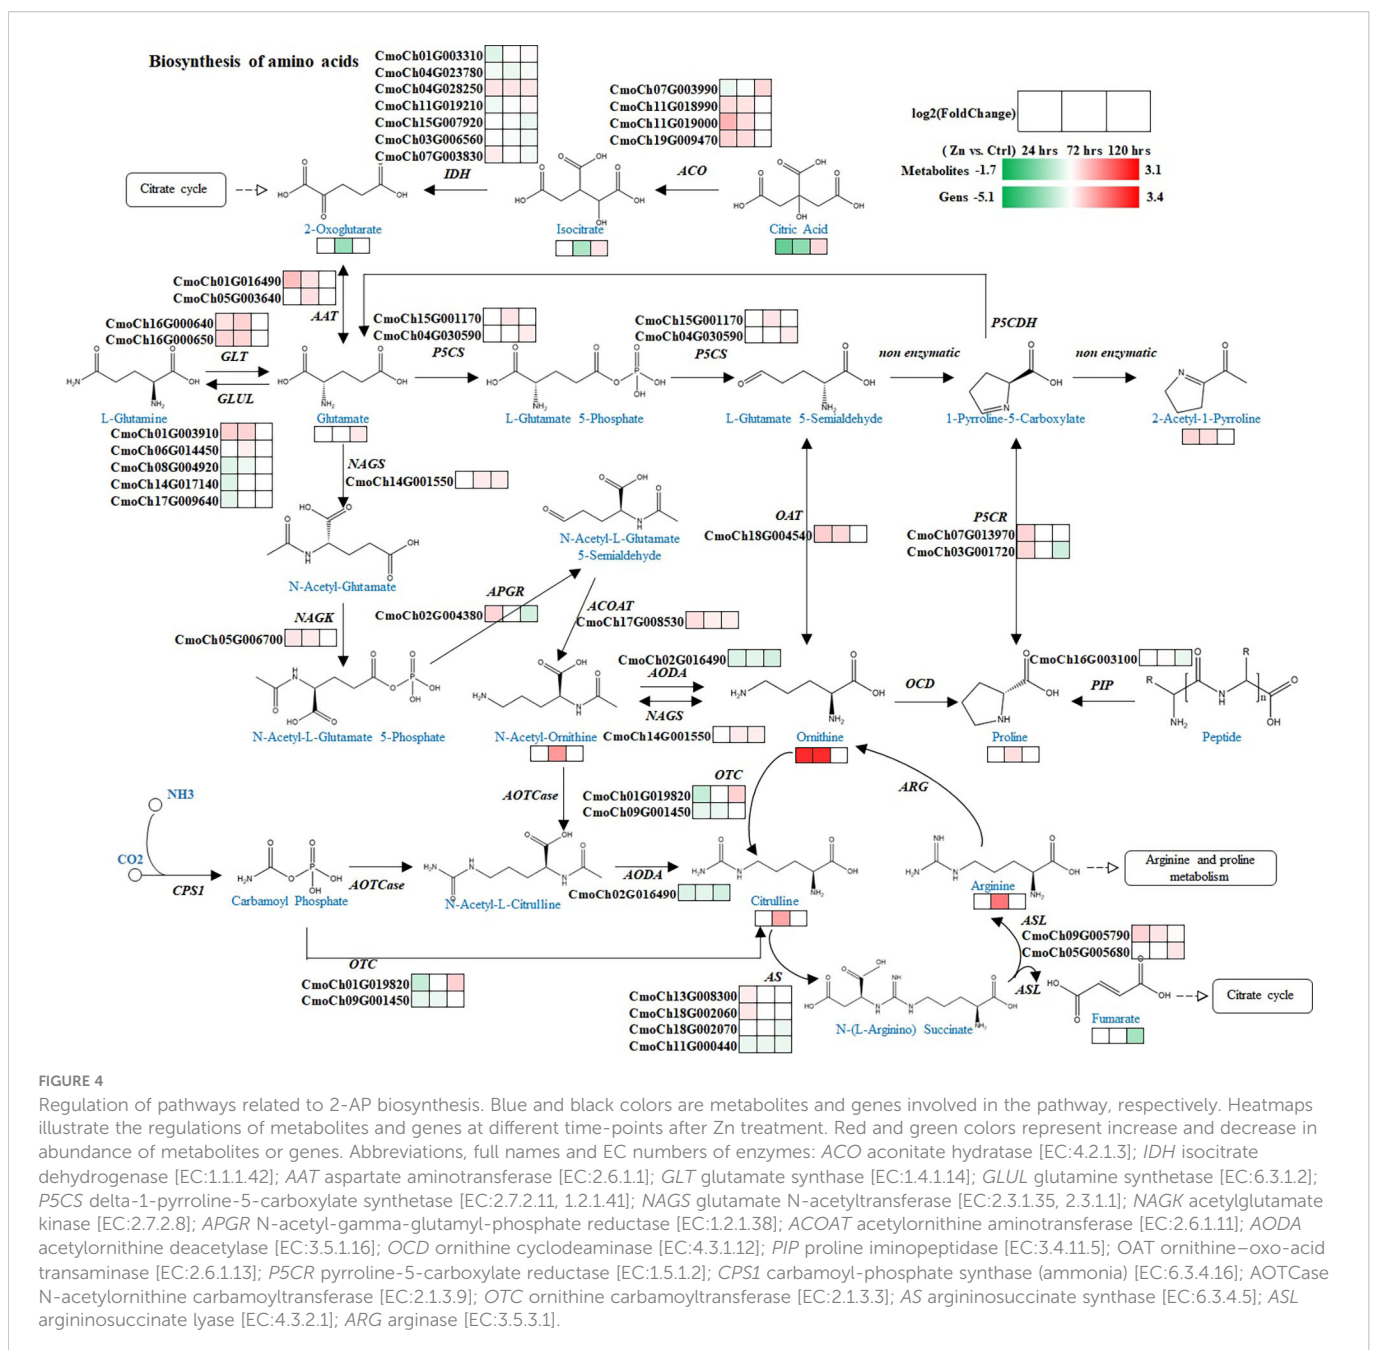 Biosynthesis of amino acids
CmoCh01G003310
CmoCh04G023780
CmoCh04G028250
CmoCh11G019210
CmoCh15G007920
CmoCh03G006560
CmoCh07G003830
IDH
CmoCh07G003990
CmoCh11G018990
CmoCh11G019000
CmoCh19G009470
ACO
log2(FoldChange)
(Zn vs. Ctrl) 24 hrs 72 hrs 120 hrs
Metabolites -1.7 3.1
Gens -5.1 3.4
Citrate cycle
2-Oxoglutarate
Isocitrate
Citric Acid
CmoCh01G016490
CmoCh05G003640
AAT
CmoCh16G000640
CmoCh16G000650
GLT
GLUL
CmoCh15G001170
CmoCh04G030590
P5CS
CmoCh15G001170
CmoCh04G030590
P5CS
non enzymatic
P5CDH
non enzymatic
L-Glutamine
Glutamate
L-Glutamate 5-Phosphate
L-Glutamate 5-Semialdehyde
1-Pyrroline-5-Carboxylate
2-Acetyl-1-Pyrroline
CmoCh01G003910
CmoCh06G014450
CmoCh08G004920
CmoCh14G017140
CmoCh17G009640
NAGS
CmoCh14G001550
N-Acetyl-L-Glutamate
5-Semialdehyde
OAT
CmoCh18G004540
P5CR
CmoCh07G013970
CmoCh03G001720
N-Acetyl-Glutamate
NAGK
CmoCh05G006700
APGR
CmoCh02G004380
ACOAT
CmoCh17G008530
CmoCh02G016490
AODA
NAGS
CmoCh14G001550
OCD
CmoCh16G003100
PIP
N-Acetyl-L-Glutamate 5-Phosphate
N-Acetyl-Ornithine
Ornithine
Proline
Peptide
NH3
CO2
CPS1
AOTCase
OTC
CmoCh01G019820
CmoCh09G001450
ARG
Carbamoyl Phosphate
AOTCase
N-Acetyl-L-Citrulline
AODA
CmoCh02G016490
Citrulline
Arginine
Arginine and proline
metabolism
ASL
CmoCh09G005790
CmoCh05G005680
OTC
CmoCh01G019820
CmoCh09G001450
AS
CmoCh13G008300
CmoCh18G002060
CmoCh18G002070
CmoCh11G000440
N-(L-Arginino) Succinate
ASL
Fumarate
Citrate cycle
FIGURE 4
Regulation of pathways related to 2-AP biosynthesis. Blue and black colors are metabolites and genes involved in the pathway, respectively. Heatmaps
illustrate the regulations of metabolites and genes at different time-points after Zn treatment. Red and green colors represent increase and decrease in
abundance of metabolites or genes. Abbreviations, full names and EC numbers of enzymes: ACO aconitate hydratase [EC:4.2.1.3]; IDH isocitrate
dehydrogenase [EC:1.1.1.42]; AAT aspartate aminotransferase [EC:2.6.1.1]; GLT glutamate synthase [EC:1.4.1.14]; GLUL glutamine synthetase [EC:6.3.1.2];
P5CS delta-1-pyrroline-5-carboxylate synthetase [EC:2.7.2.11, 1.2.1.41]; NAGS glutamate N-acetyltransferase [EC:2.3.1.35, 2.3.1.1]; NAGK acetylglutamate
kinase [EC:2.7.2.8]; APGR N-acetyl-gamma-glutamyl-phosphate reductase [EC:1.2.1.38]; ACOAT acetylornithine aminotransferase [EC:2.6.1.11]; AODA
acetylornithine deacetylase [EC:3.5.1.16]; OCD ornithine cyclodeaminase [EC:4.3.1.12]; PIP proline iminopeptidase [EC:3.4.11.5]; OAT ornithine–oxo-acid
transaminase [EC:2.6.1.13]; P5CR pyrroline-5-carboxylate reductase [EC:1.5.1.2]; CPS1 carbamoyl-phosphate synthase (ammonia) [EC:6.3.4.16]; AOTCase
N-acetylornithine carbamoyltransferase [EC:2.1.3.9]; OTC ornithine carbamoyltransferase [EC:2.1.3.3]; AS argininosuccinate synthase [EC:6.3.4.5]; ASL
argininosuccinate lyase [EC:4.3.2.1]; ARG arginase [EC:3.5.3.1].